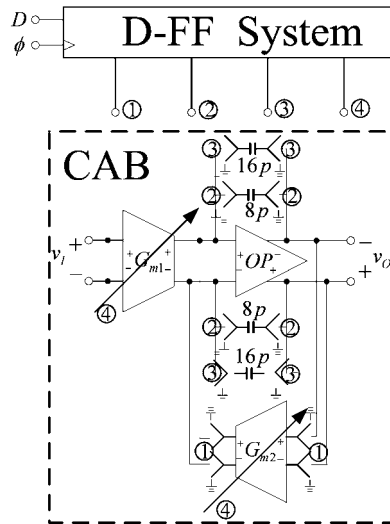 D
D-FF System
ϕ
① ② ③ ④
CAB
③ ③
16p
② ②
8p
+ + - + - -
v_I G_m1 OP v_O
- - + +
④
8p
② ②
16p
③ ③
① + G_m2 + ①
- -
④